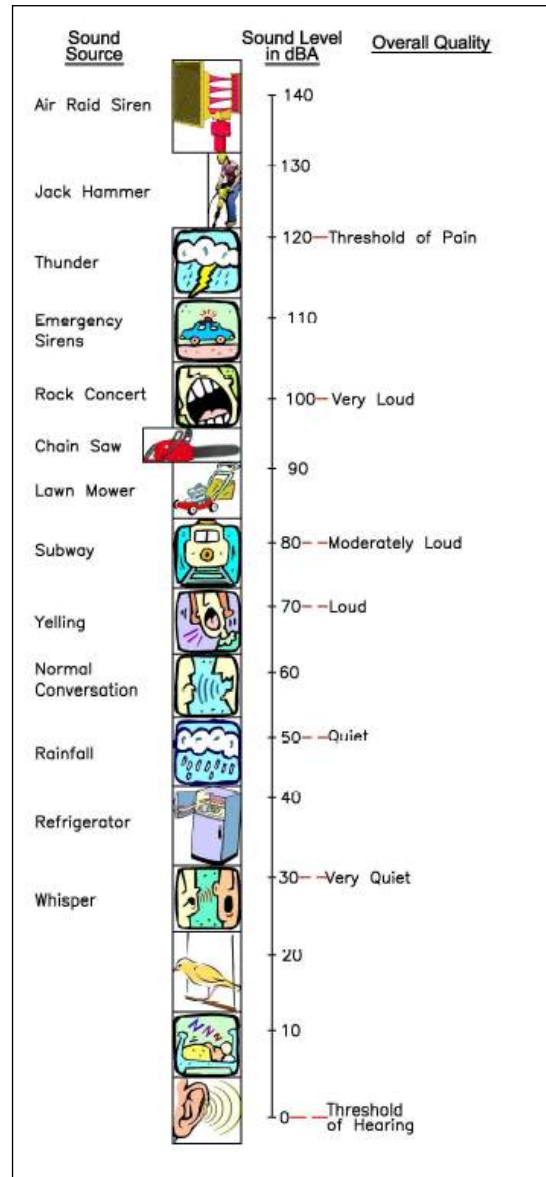 Sound
Source
Sound Level
in dBA
Overall Quality
Air Raid Siren
140
130
Jack Hammer
120 Threshold of Pain
Thunder
110
Emergency
Sirens
Rock Concert
100 Very Loud
Chain Saw
90
Lawn Mower
80 Moderately Loud
Subway
70 Loud
Yelling
60
Normal
Conversation
50 Quiet
Rainfall
40
Refrigerator
30 Very Quiet
Whisper
20
10
0 Threshold
of Hearing